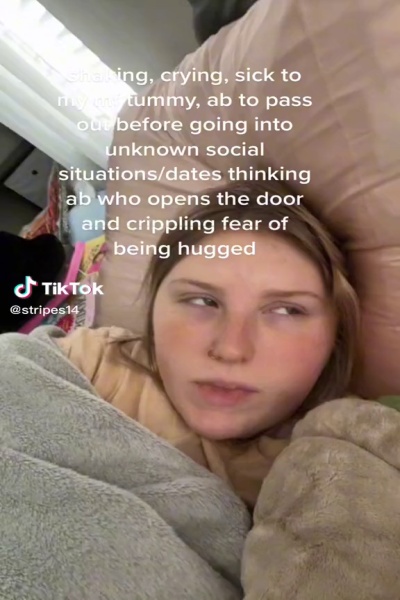 shaking, crying, sick to
my tummy, ab to pass
out before going into
unknown social
situations/dates thinking
ab who opens the door
and crippling fear of
being hugged
TikTok
@stripes14